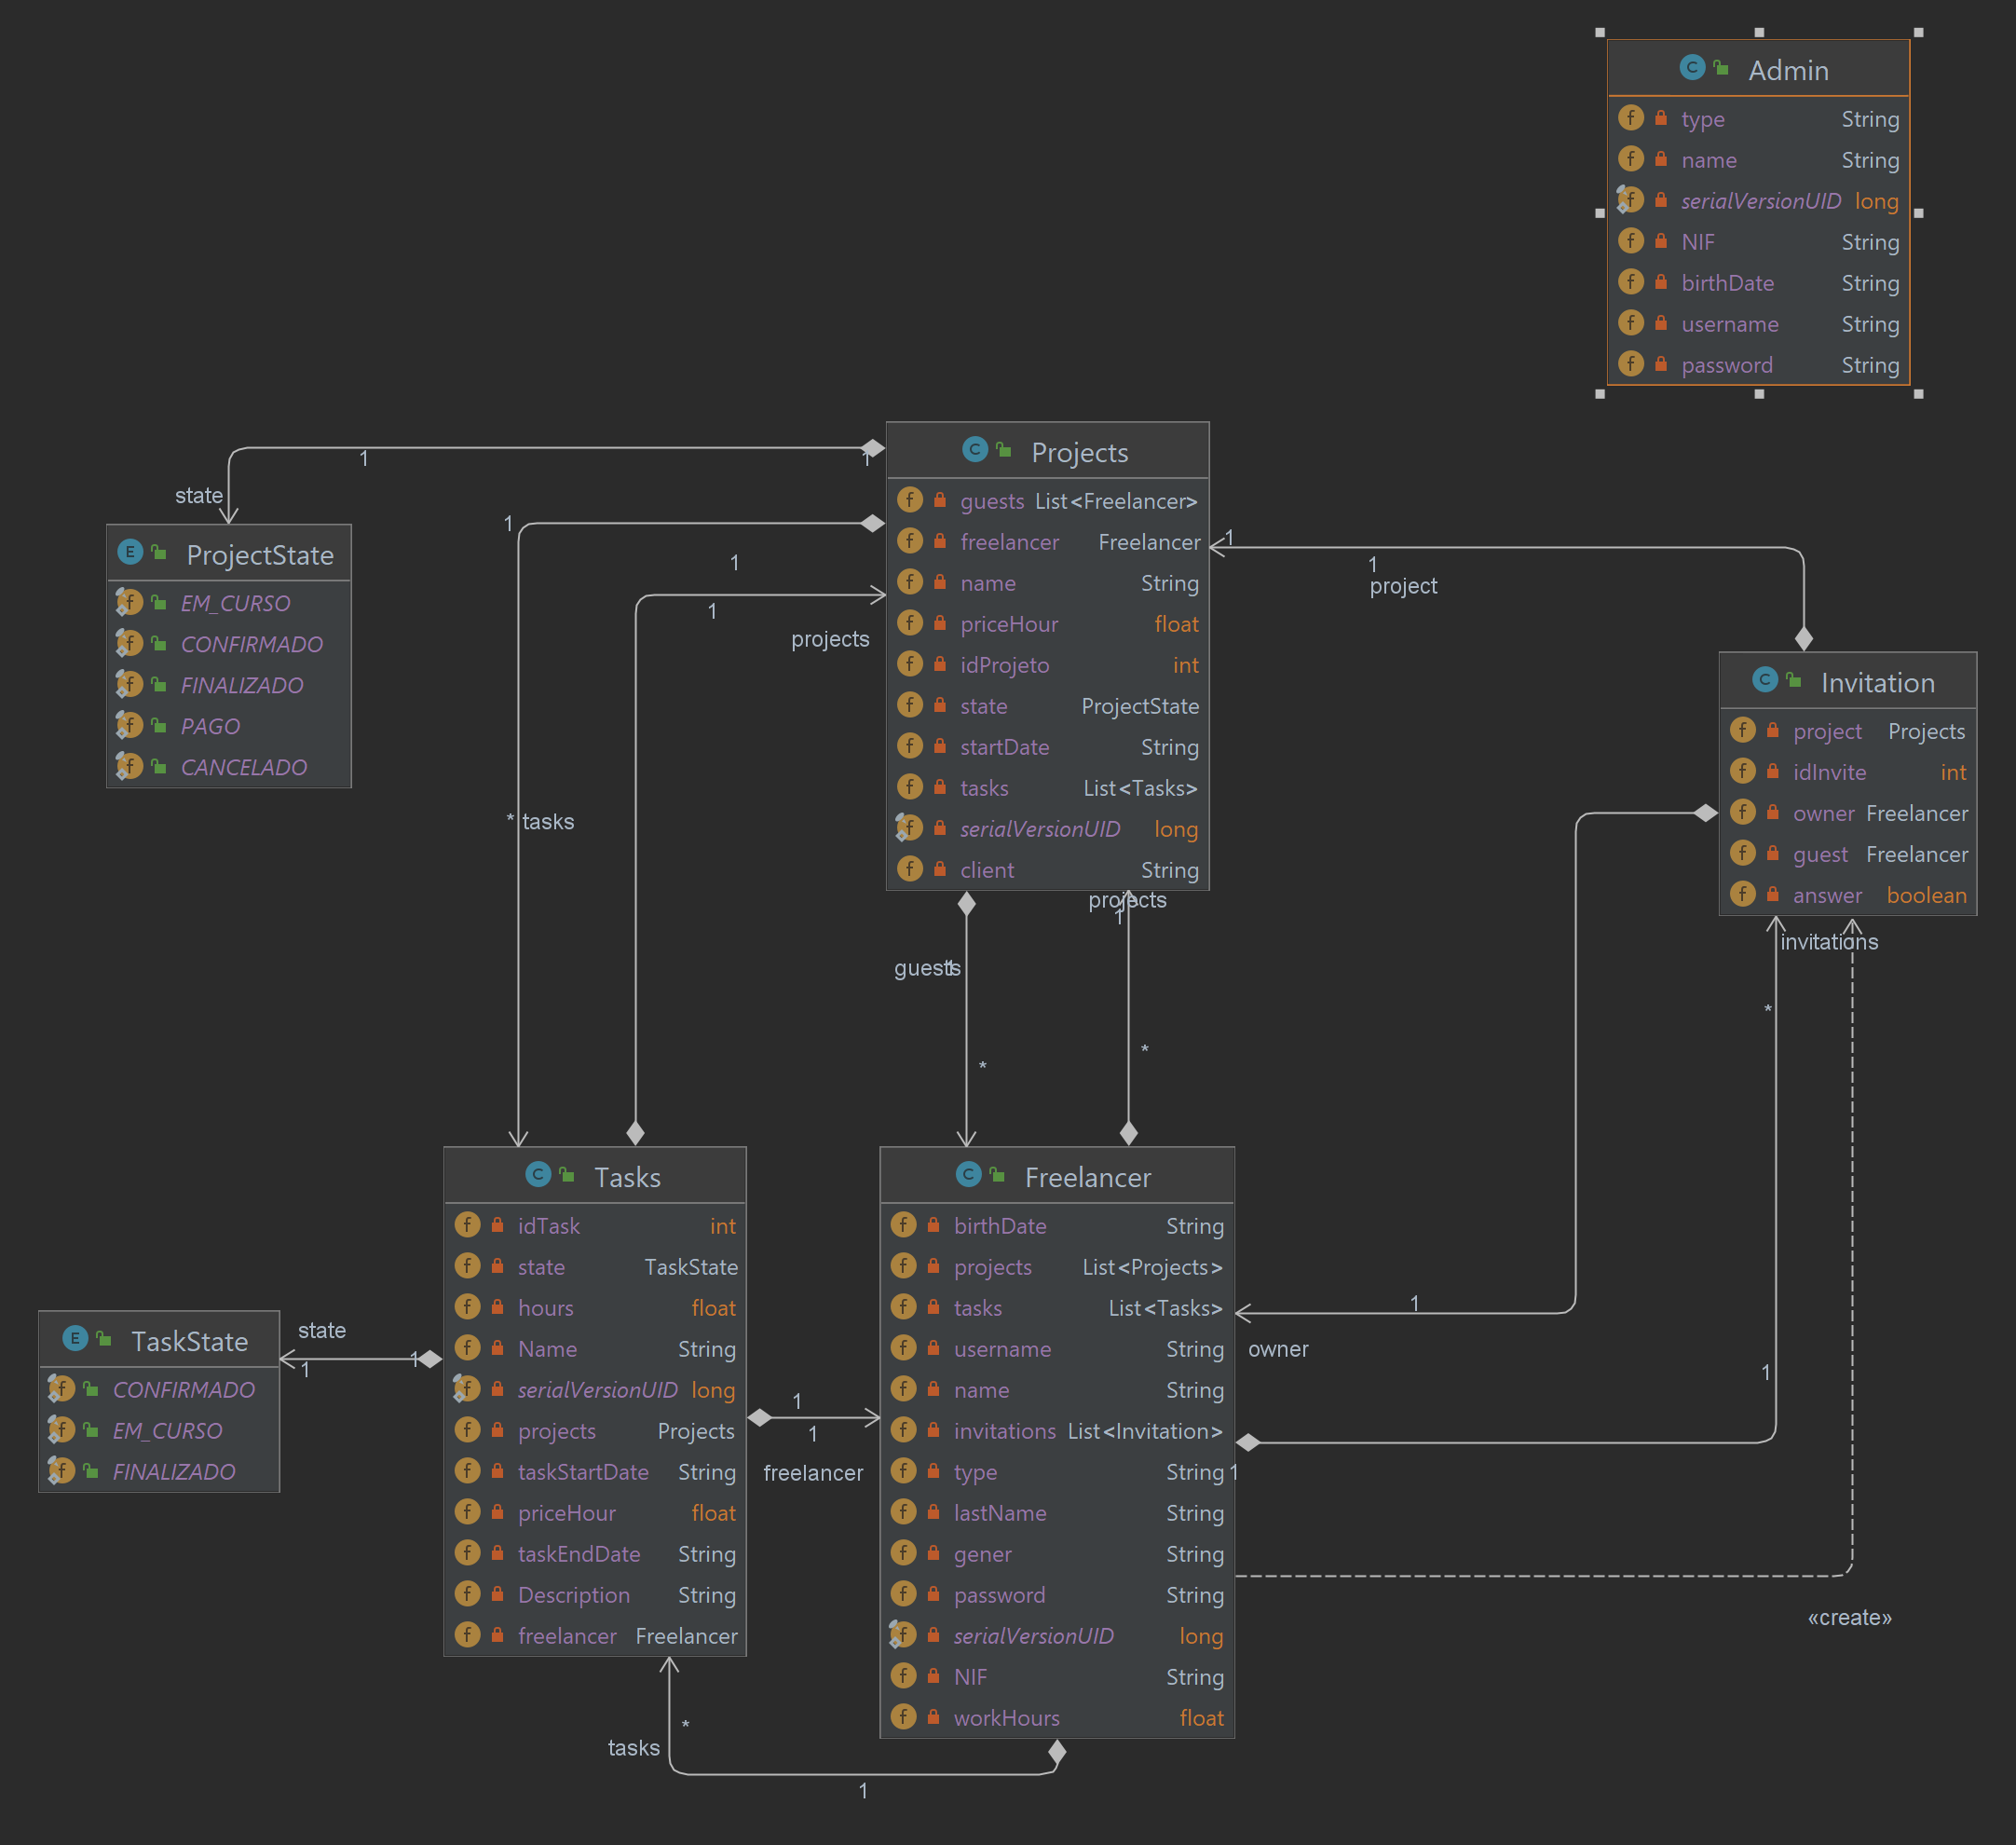 Admin
type String
name String
serialVersionUID long
NIF String
birthDate String
username String
password String
Projects
guests List<Freelancer>
freelancer Freelancer
name String
priceHour float
idProjeto int
state ProjectState
startDate String
tasks List<Tasks>
serialVersionUID long
client String
1
1
state
1
1
1
projects
1
1
project
ProjectState
EM_CURSO
CONFIRMADO
FINALIZADO
PAGO
CANCELADO
* tasks
Invitation
project Projects
idInvite int
owner Freelancer
guest Freelancer
answer boolean
projects
1
guests
1
*
*
invitations
*
Tasks
idTask int
state TaskState
hours float
Name String
serialVersionUID long
projects Projects
taskStartDate String
priceHour float
taskEndDate String
Description String
freelancer Freelancer
Freelancer
birthDate String
projects List<Projects>
tasks List<Tasks>
username String
name String
invitations List<Invitation>
type String
lastName String
gener String
password String
serialVersionUID long
NIF String
workHours float
1
owner
1
1
TaskState
CONFIRMADO
EM_CURSO
FINALIZADO
state
1
1
1
1
freelancer
«create»
*
tasks
1